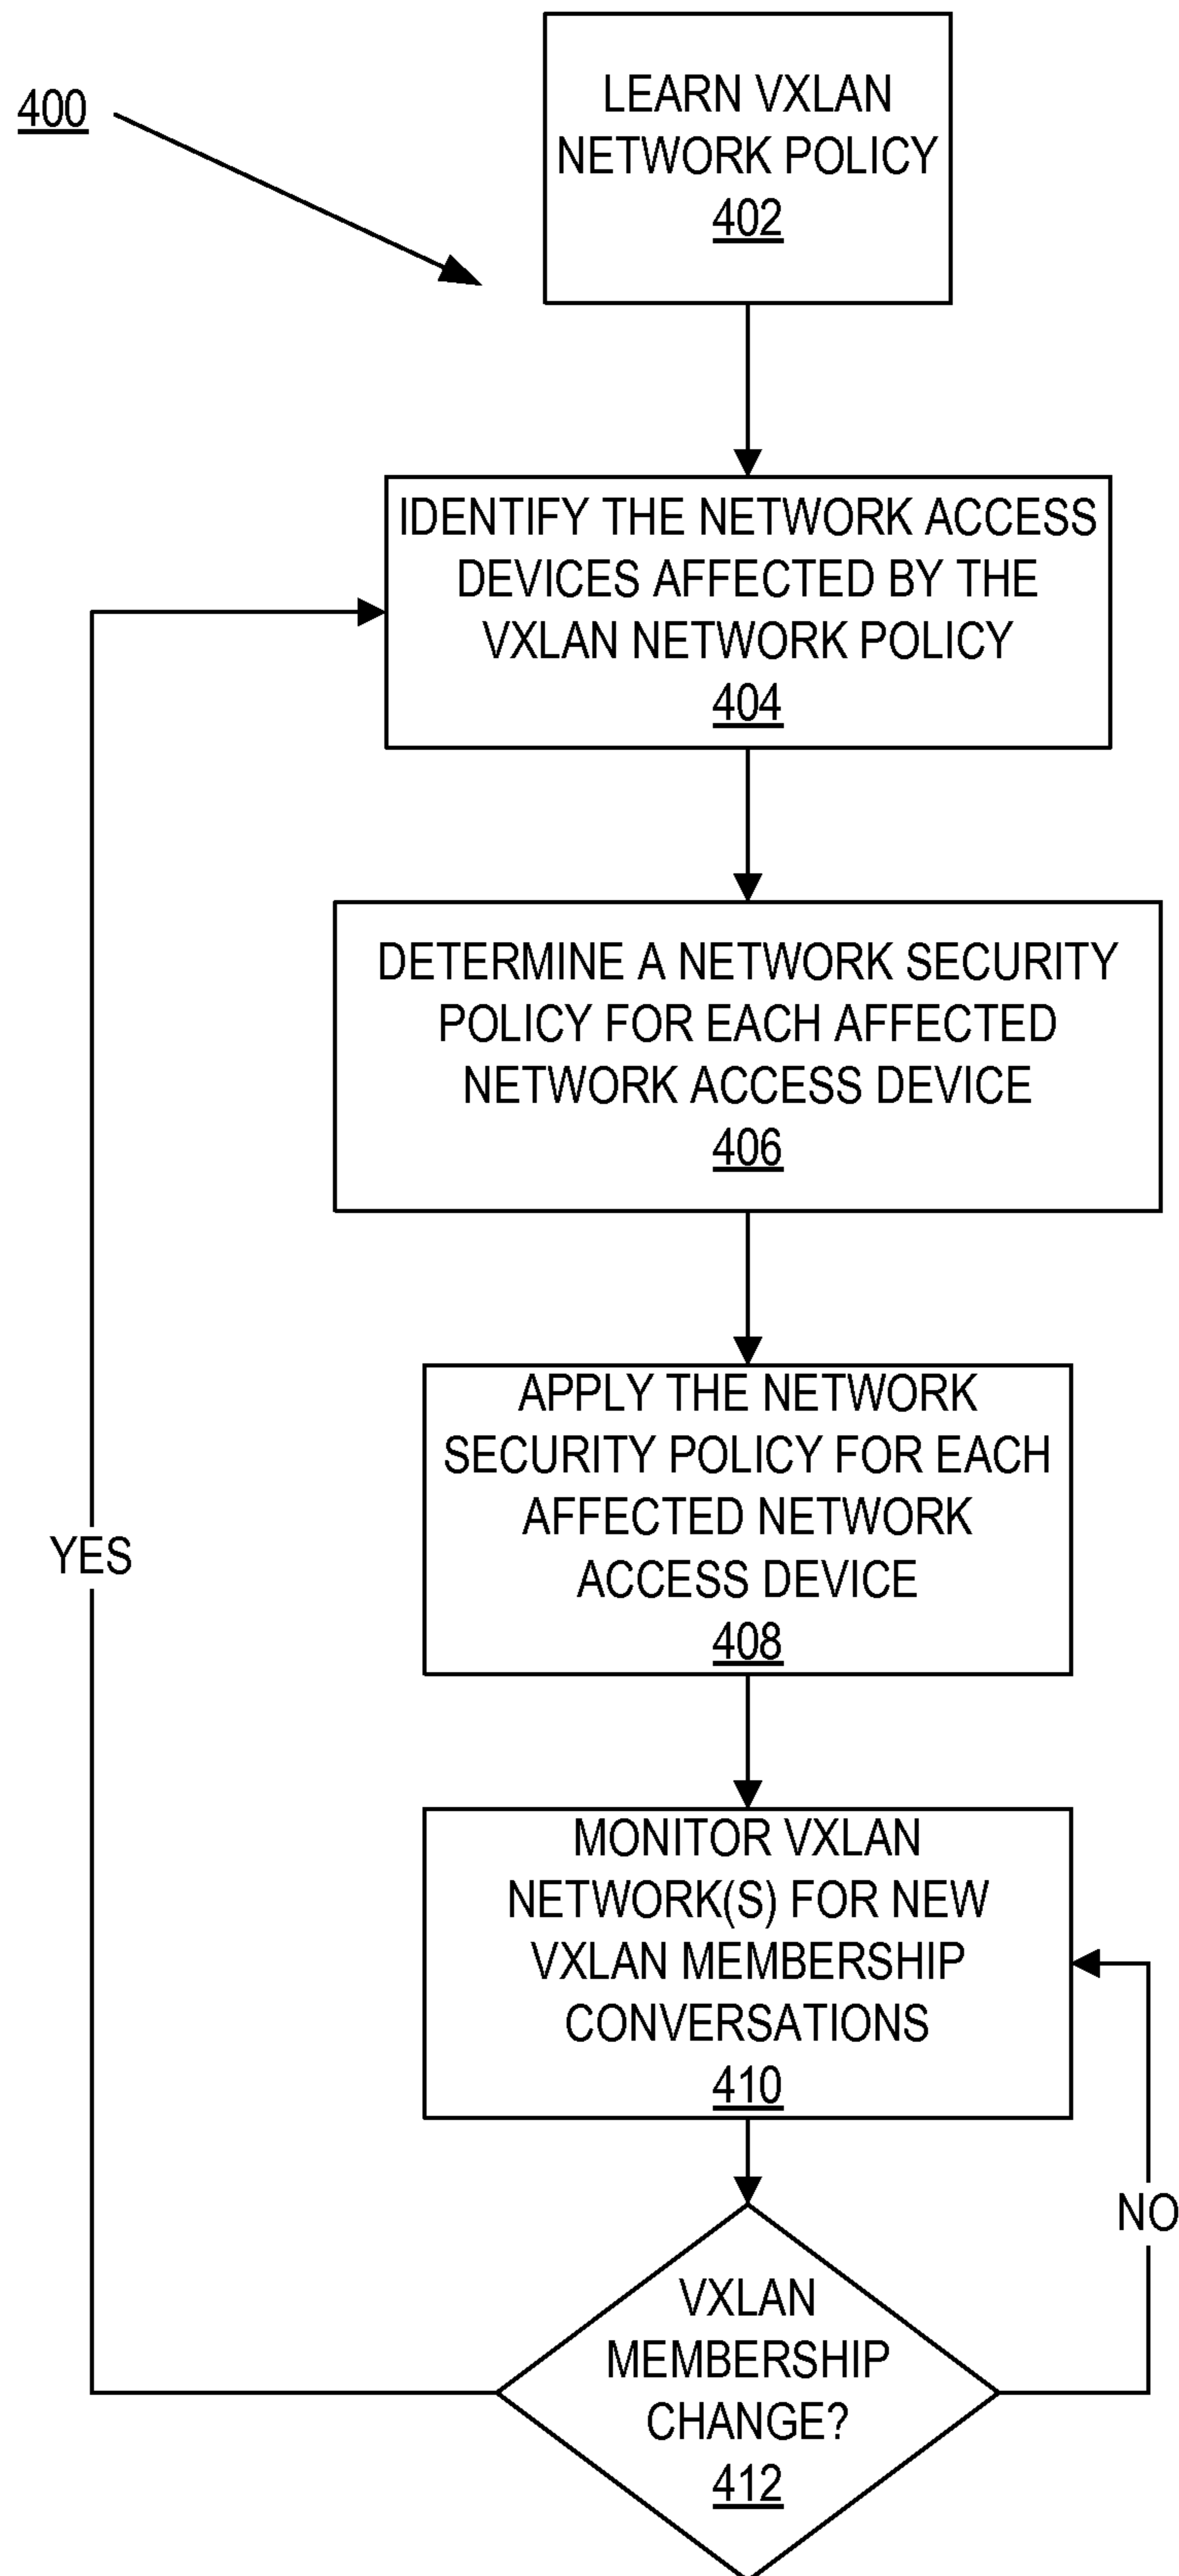 400
LEARN VXLAN
NETWORK POLICY
402
IDENTIFY THE NETWORK ACCESS
DEVICES AFFECTED BY THE
VXLAN NETWORK POLICY
404
DETERMINE A NETWORK SECURITY
POLICY FOR EACH AFFECTED
NETWORK ACCESS DEVICE
406
APPLY THE NETWORK
SECURITY POLICY FOR EACH
AFFECTED NETWORK
ACCESS DEVICE
408
YES
MONITOR VXLAN
NETWORK(S) FOR NEW
VXLAN MEMBERSHIP
CONVERSATIONS
410
NO
VXLAN
MEMBERSHIP
CHANGE?
412